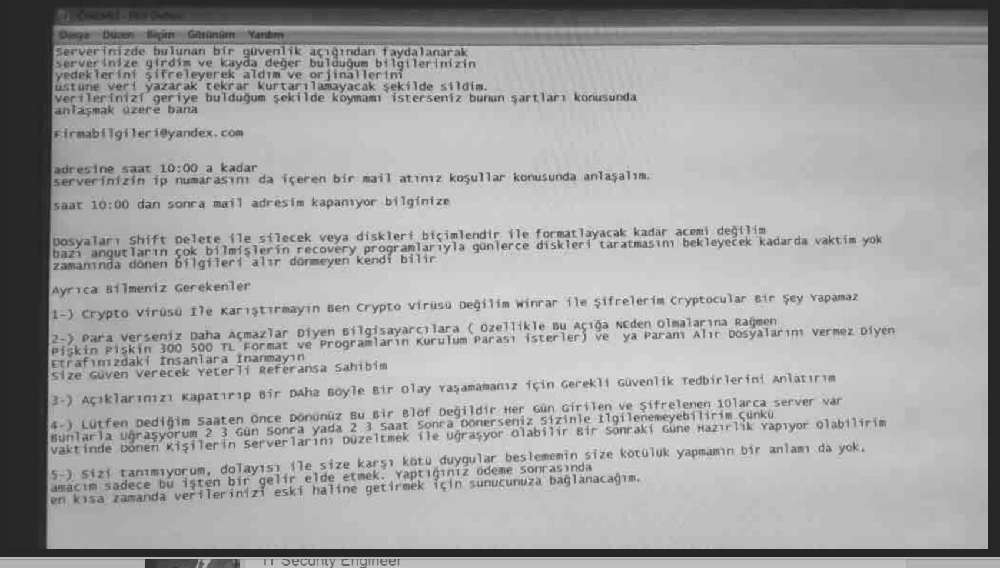 Dosya Düzen Biçim Görünüm Yardım
Serverinizde bulunan bir güvenlik açığından faydalanarak
serverinize girdim ve kayda değer bulduğum bilgilerinizin
yedeklerini şifreleyerek aldım ve orjinallerini
üstüne veri yazarak tekrar kurtarılamayacak şekilde sildim.
Verilerinizi geriye bulduğum şekilde koymamı isterseniz bunun şartları konusunda
anlaşmak üzere bana
Firmabilgileri@yandex.com
adresine saat 10:00 a kadar
serverinizin ip numarasını da içeren bir mail atınız koşullar konusunda anlaşalım.
saat 10:00 dan sonra mail adresim kapanıyor bilginize
Dosyaları Shift Delete ile silecek veya diskleri biçimlendir ile formatlayacak kadar acemi değilim
bazı angutların çok bilmişlerin recovery programlarıyla günlerce diskleri taratmasını bekleyecek kadarda vaktim yok
zamanında dönen bilgileri alır dönmeyen kendi bilir
Ayrıca Bilmeniz Gerekenler
1-) Crypto Virüsü İle Karıştırmayın Ben Crypto Virüsü Değilim Winrar ile Şifrelerim Cryptocular Bir Şey Yapamaz
2-) Para Verseniz Daha Açmazlar Diyen Bilgisayarcılara ( Özellikle Bu Açığa NEden Olmalarına Rağmen
Pişkin Pişkin 300 500 TL Format ve Programların Kurulum Parası isterler) ve ya Paranı Alır Dosyalarını Vermez Diyen
Etrafınızdaki İnsanlara İnanmayın
Size Güven Verecek Yeterli Referansa Sahibim
3-) Açıklarınızı Kapatırıp Bir DAha Böyle Bir Olay Yaşamamanız için Gerekli Güvenlik Tedbirlerini Anlatırım
4-) Lütfen Dediğim Saaten Önce Dönünüz Bu Bir Blöf Değildir Her Gün Girilen ve Şifrelenen 10larca server var
Bunlarla Uğraşıyorum 2 3 Gün Sonra yada 2 3 Saat Sonra Dönerseniz Sizinle İlgilenemeyebilirim Çünkü
Vaktinde Dönen Kişilerin Serverlarını Düzeltmek ile Uğraşyor Olabilir Bir Sonraki Güne Hazırlık Yapıyor Olabilirim
5-) Sizi tanımıyorum, dolayısı ile size karşı kötü duygular beslememin size kötülük yapmamın bir anlamı da yok,
amacım sadece bu işten bir gelir elde etmek. Yaptığınız ödeme sonrasında
en kısa zamanda verilerinizi eski haline getirmek için sunucunuza bağlanacağım.
IT Security Engineer.